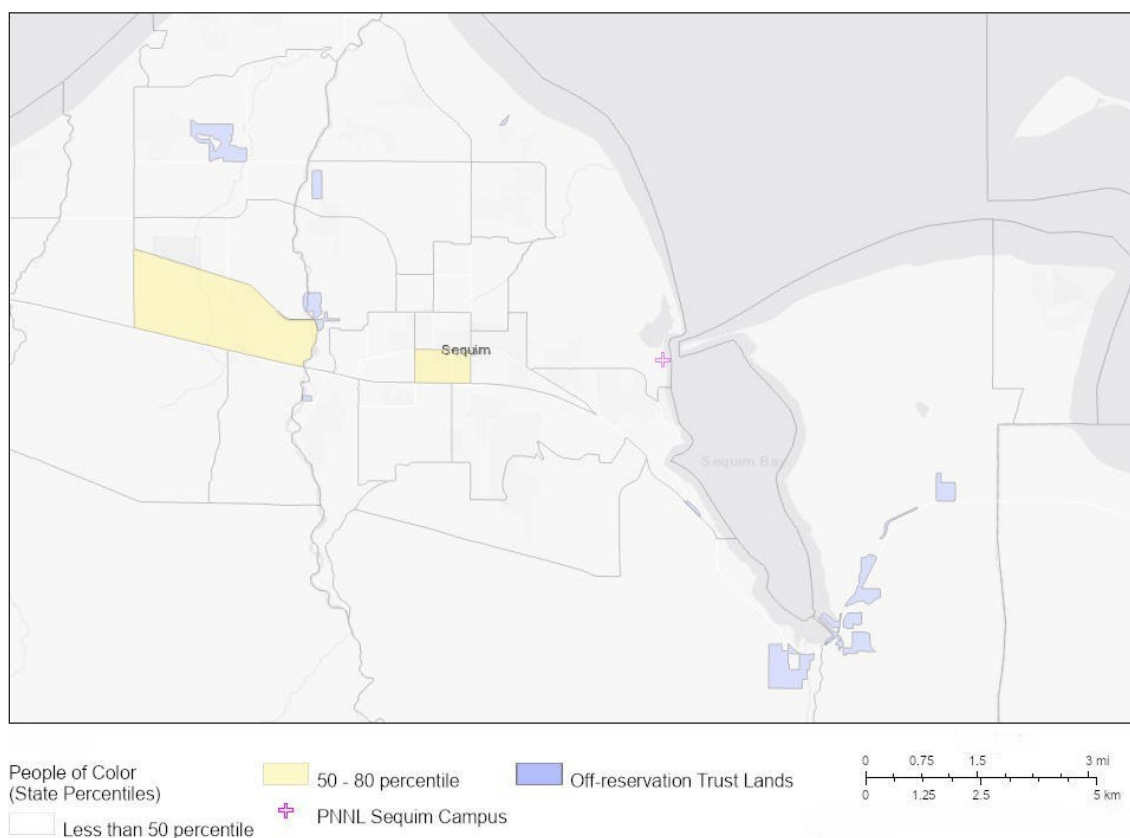 Sequim
Sequim Bay
People of Color
(State Percentiles)
Less than 50 percentile
50 - 80 percentile
PNNL Sequim Campus
Off-reservation Trust Lands
0 0.75 1.5 3 mi
0 1.25 2.5 5 km